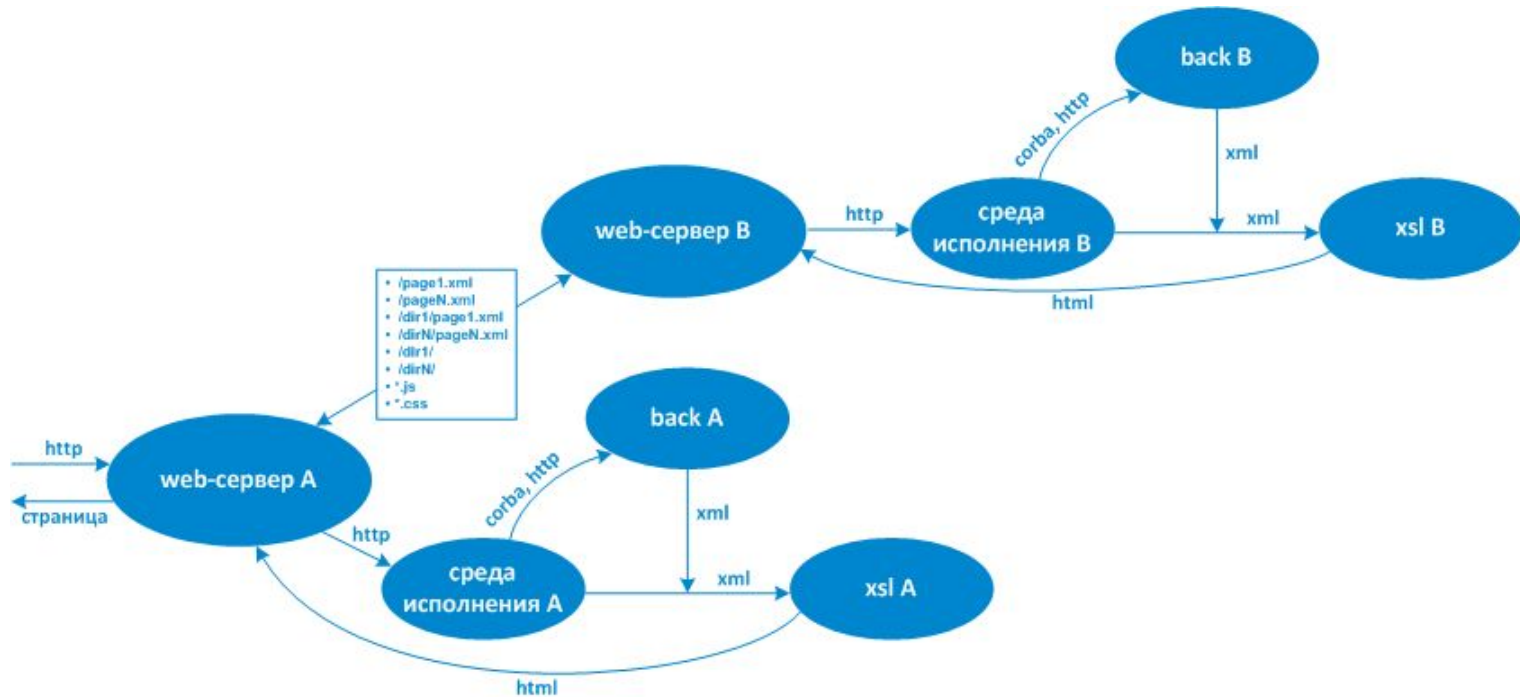 back B
corba, http
xml
web-сервер B
http
среда
исполнения B
xml
xsl B
html
• /page1.xml
• /pageN.xml
• /dir1/page1.xml
• /dirN/pageN.xml
• /dir1/
• /dirN/
• *.js
• *.css
back A
http
web-сервер A
corba, http
страница
http
xml
среда
исполнения A
xml
xsl A
html